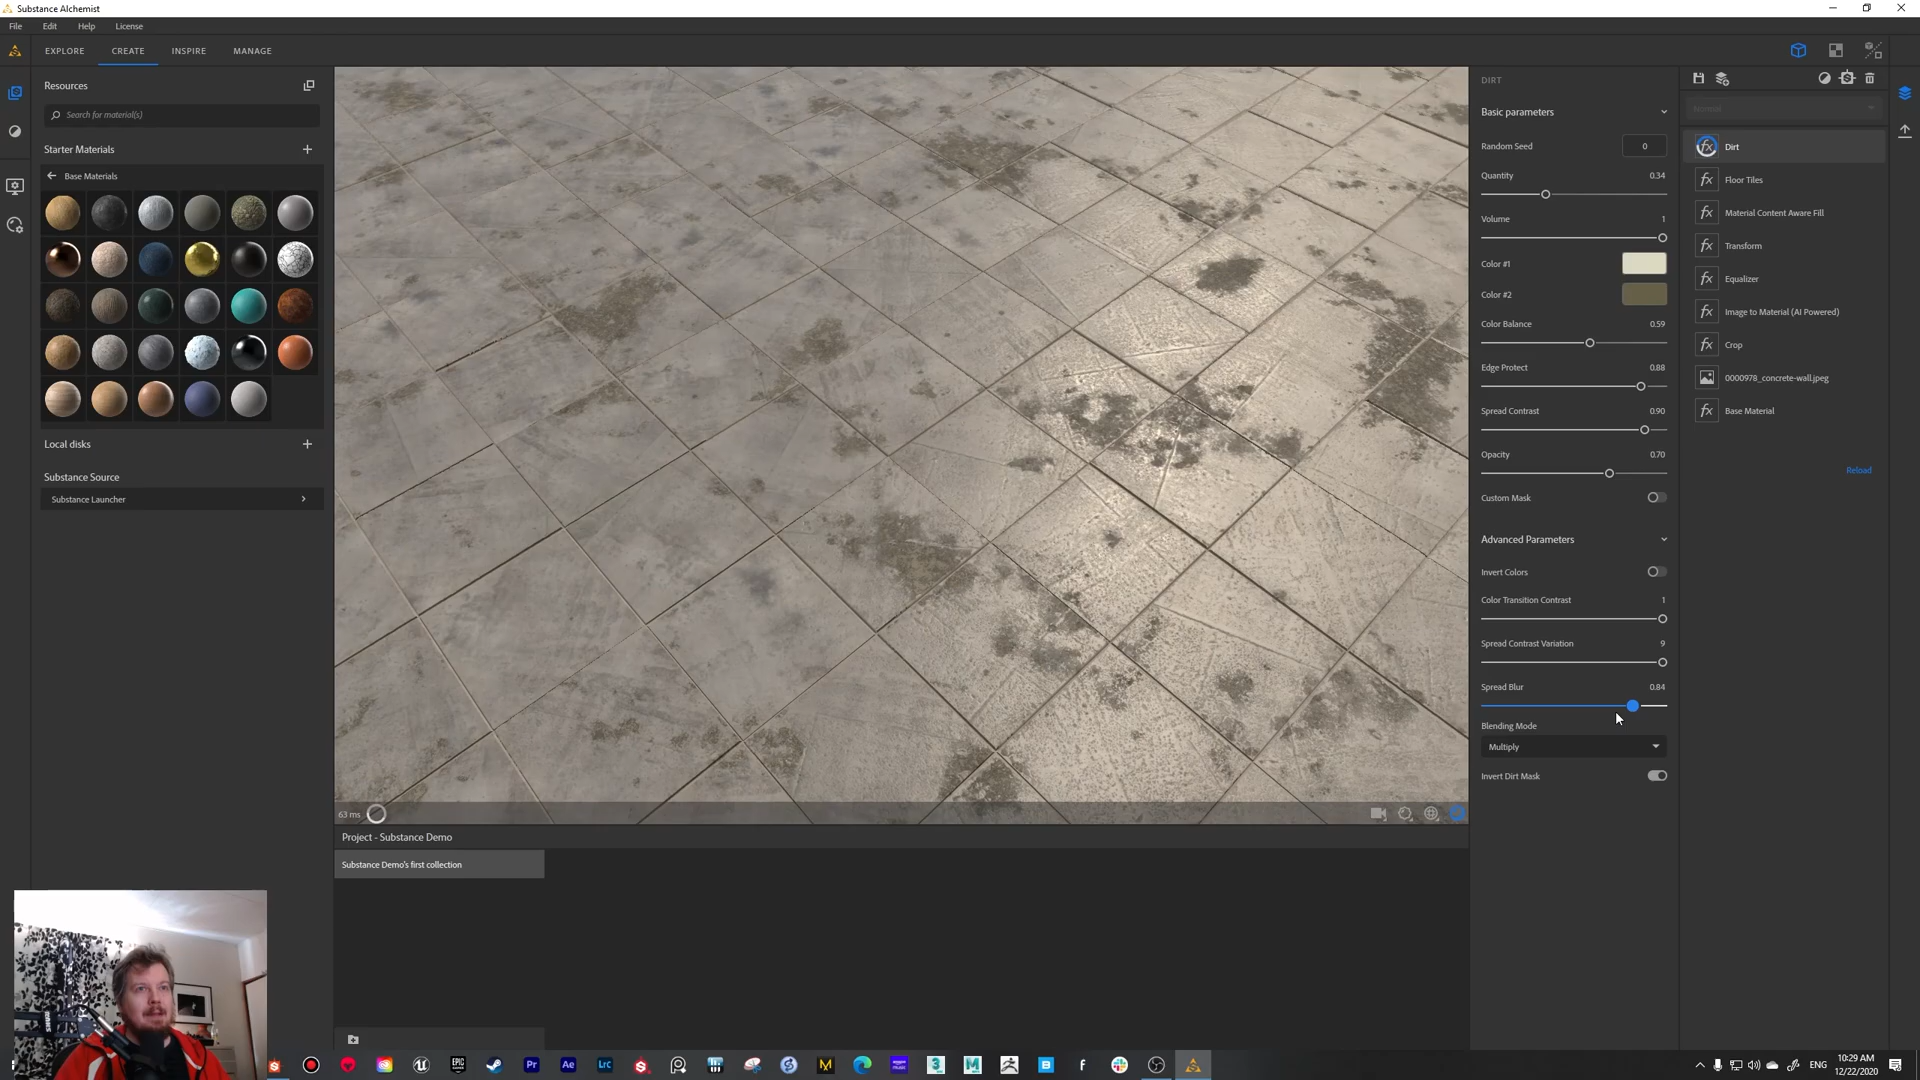 Substance Alchemist
File Edit Help License
EXPLORE CREATE INSPIRE MANAGE
Resources
Search for material(s)
Starter Materials
Base Materials
Local disks
Substance Source
Substance Launcher
63 ms
Project - Substance Demo
Substance Demo's first collection
DIRT
Basic parameters
Random Seed 0
Quantity 0.34
Volume 1
Color #1
Color #2
Color Balance 0.59
Edge Protect 0.88
Spread Contrast 0.90
Opacity 0.70
Custom Mask
Advanced Parameters
Invert Colors
Color Transition Contrast 1
Spread Contrast Variation 9
Spread Blur 0.84
Blending Mode
Multiply
Invert Dirt Mask
Normal
Dirt
Floor Tiles
Material Content Aware Fill
Transform
Equalizer
Image to Material (AI Powered)
Crop
0000978_concrete-wall.jpeg
Base Material
Reload
EPIC
Pr Ae LrC
ENG
10:29 AM
12/22/2020